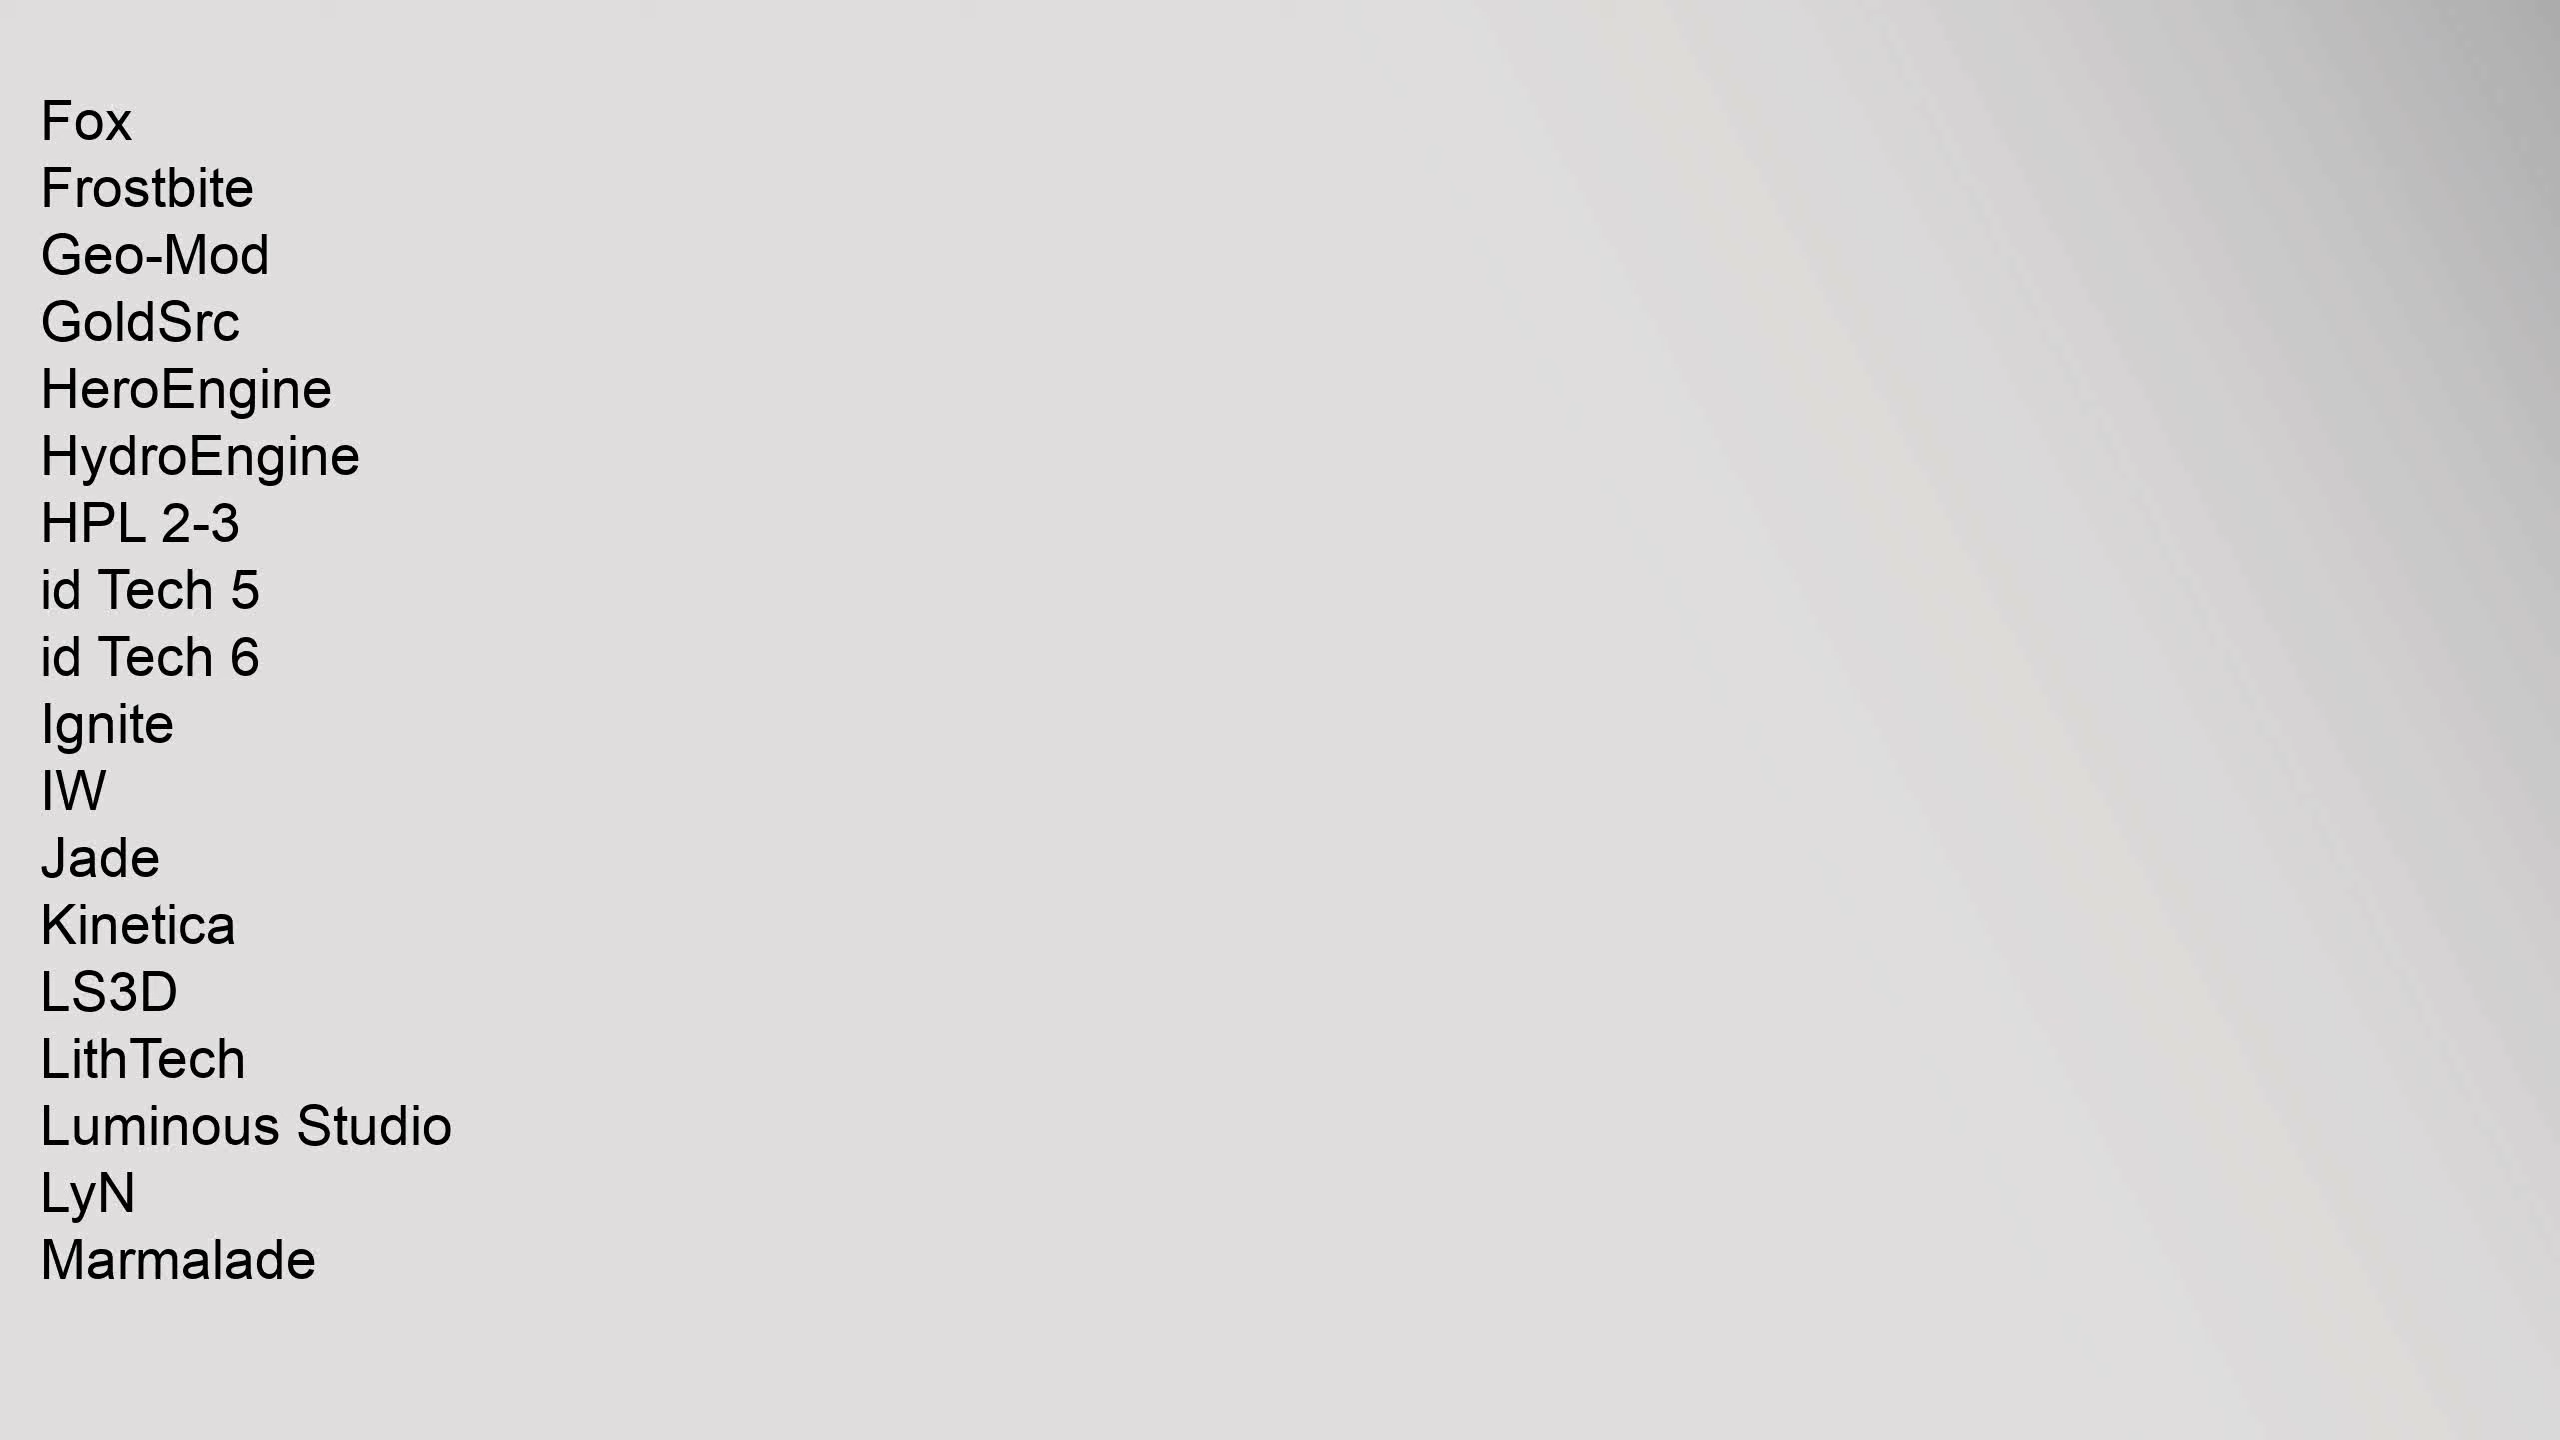 Fox
Frostbite
Geo-Mod
GoldSrc
HeroEngine
HydroEngine
HPL 2-3
id Tech 5
id Tech 6
Ignite
IW
Jade
Kinetica
LS3D
LithTech
Luminous Studio
LyN
Marmalade